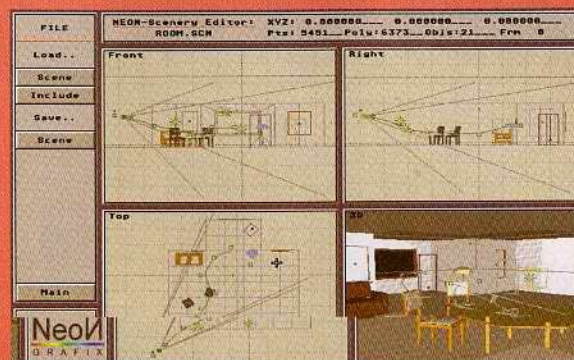 FILE
NEON-Scenery Editor: XYZ: 0.000000___ 0.000000___ 0.000000
ROOM.SCN Pts: 5451__Poly:6373__Objs:21___ Frm 0
Load..
Scene
Include
Save..
Scene
Main
Front
Right
Top
3D
NeoN
GRAFIX